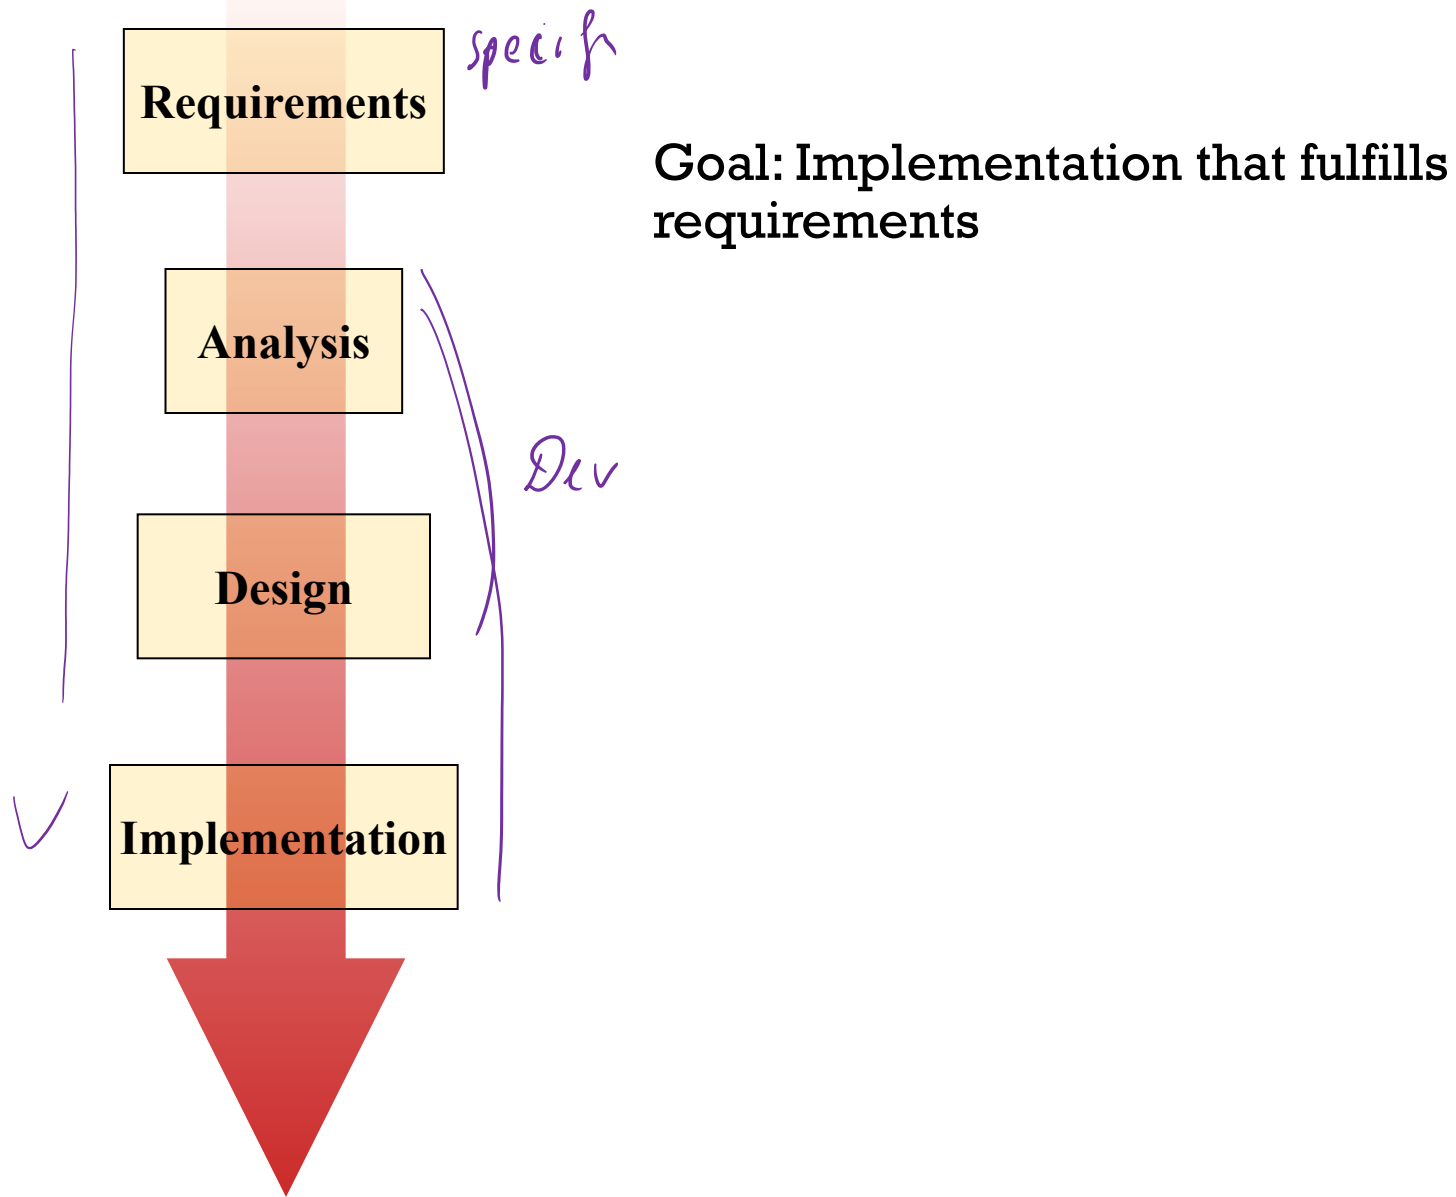 specif
Requirements
Goal: Implementation that fulfills
requirements
Analysis
Dev
Design
Implementation